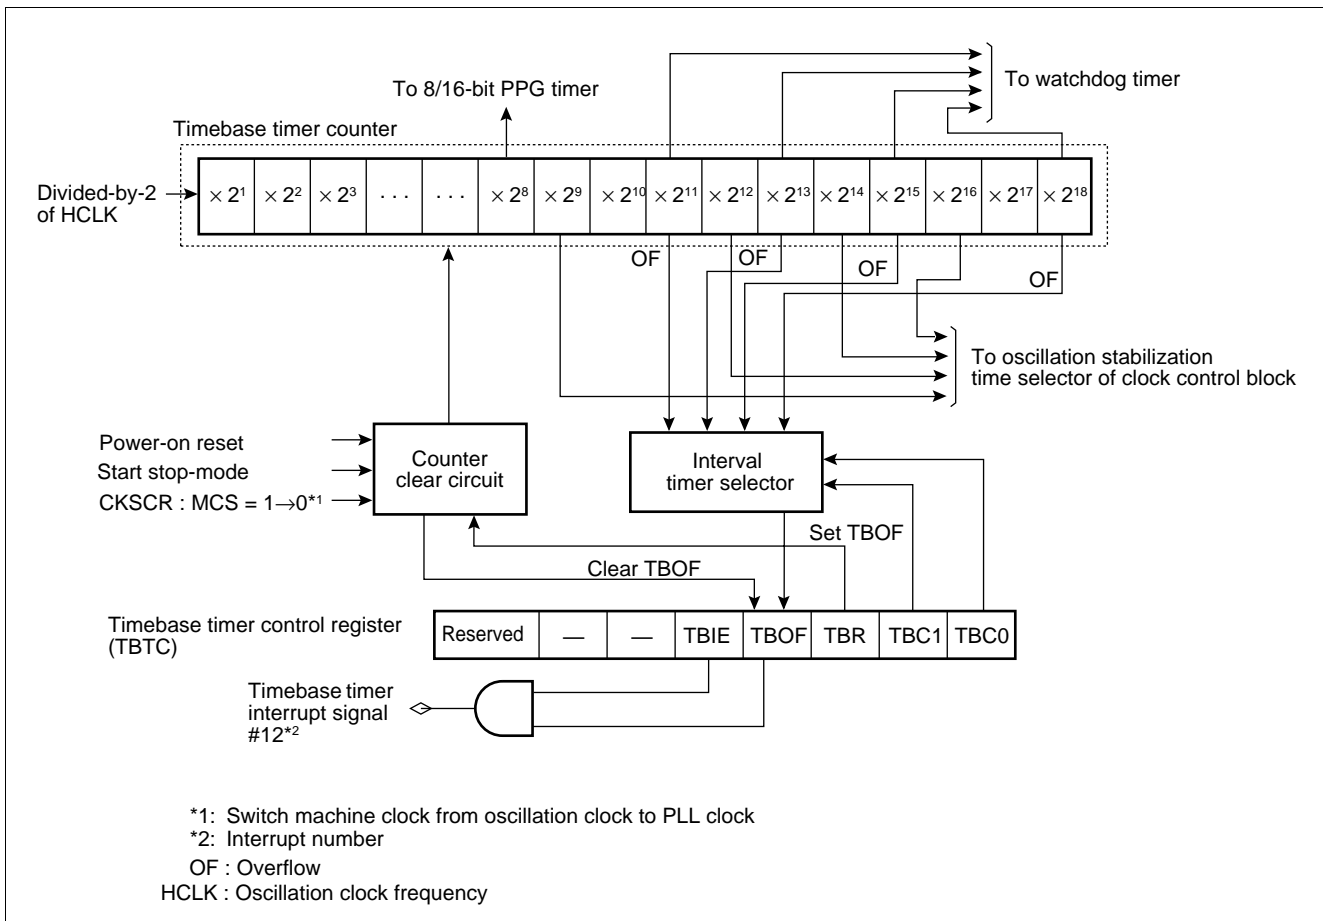 To watchdog timer
To 8/16-bit PPG timer
Timebase timer counter
Divided-by-2
of HCLK
× 2¹ × 2² × 2³ · · · · · · × 2⁸ × 2⁹ × 2¹⁰ × 2¹¹ × 2¹² × 2¹³ × 2¹⁴ × 2¹⁵ × 2¹⁶ × 2¹⁷ × 2¹⁸
OF OF OF OF
To oscillation stabilization
time selector of clock control block
Power-on reset
Start stop-mode
CKSCR : MCS = 1→0*¹
Counter
clear circuit
Interval
timer selector
Set TBOF
Clear TBOF
Timebase timer control register
(TBTC)
Reserved — — TBIE TBOF TBR TBC1 TBC0
Timebase timer
interrupt signal
#12*²
*1: Switch machine clock from oscillation clock to PLL clock
*2: Interrupt number
OF : Overflow
HCLK : Oscillation clock frequency